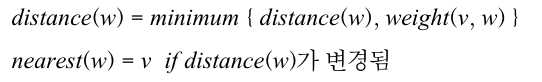 distance(w) = minimum { distance(w), weight(v, w) }
nearest(w) = v if distance(w)가 변경됨